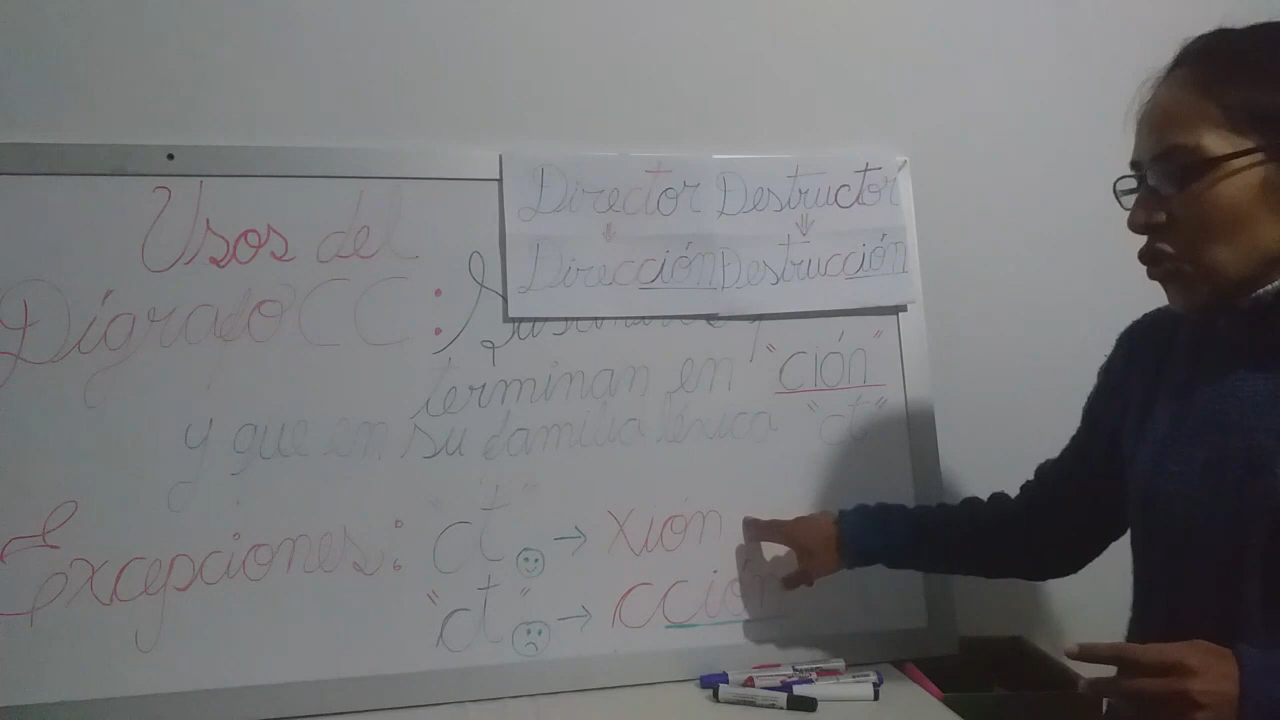 Usos del
Dígrafo CC:
terminan en "ción"
y que en su familia léxica "ct"
Excepciones: ct → xión
"ct" → cción
Director Destructor
Dirección Destrucción